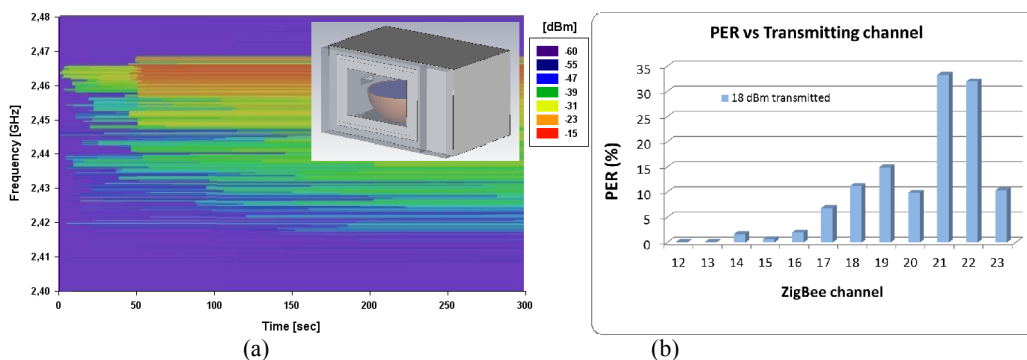 2,48
2,47
2,46
2,45
2,44
2,43
2,42
2,40
Frequency [GHz]
0 50 100 150 200 250 300
Time [sec]
[dBm]
-60
-55
-47
-39
-31
-23
-15
(a)
PER vs Transmitting channel
18 dBm transmitted
35
30
25
20
15
10
5
0
PER (%)
12 13 14 15 16 17 18 19 20 21 22 23
ZigBee channel
(b)